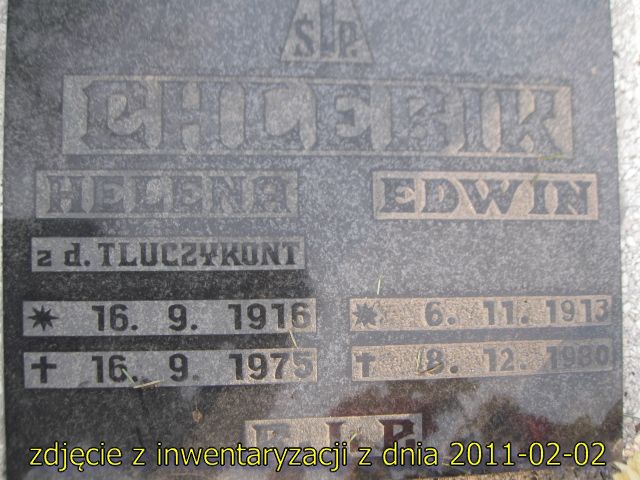 Ś.P.
CHLEBIK
HELENA EDWIN
z d. TLUCZYKONT
* 16. 9. 1916 * 6. 11. 1913
✝ 16. 9. 1975 ✝ 8. 12. 1980
R.I.P.
zdjęcie z inwentaryzacji z dnia 2011-02-02